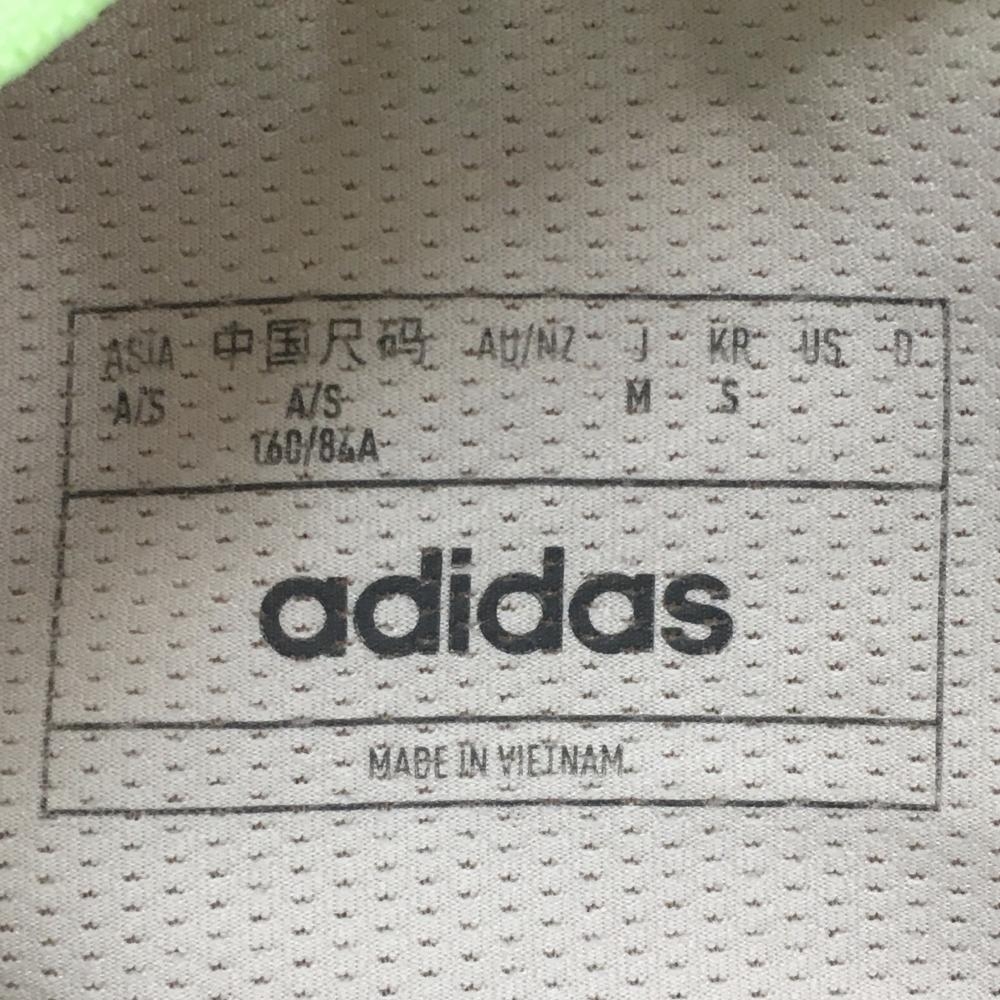 ASIA 中国尺码 AU/NZ J KR US D
A/S A/S M S
160/84A
adidas
MADE IN VIETNAM